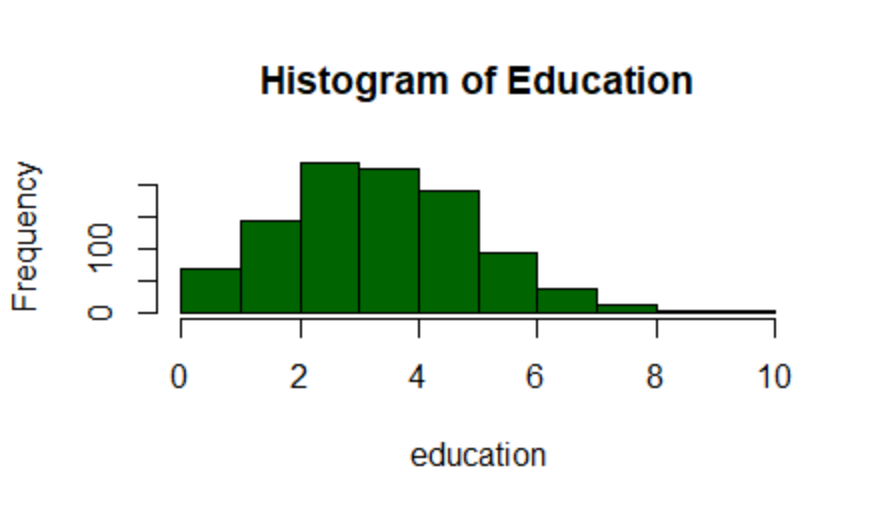 Histogram of Education
Frequency
100
0
0 2 4 6 8 10
education